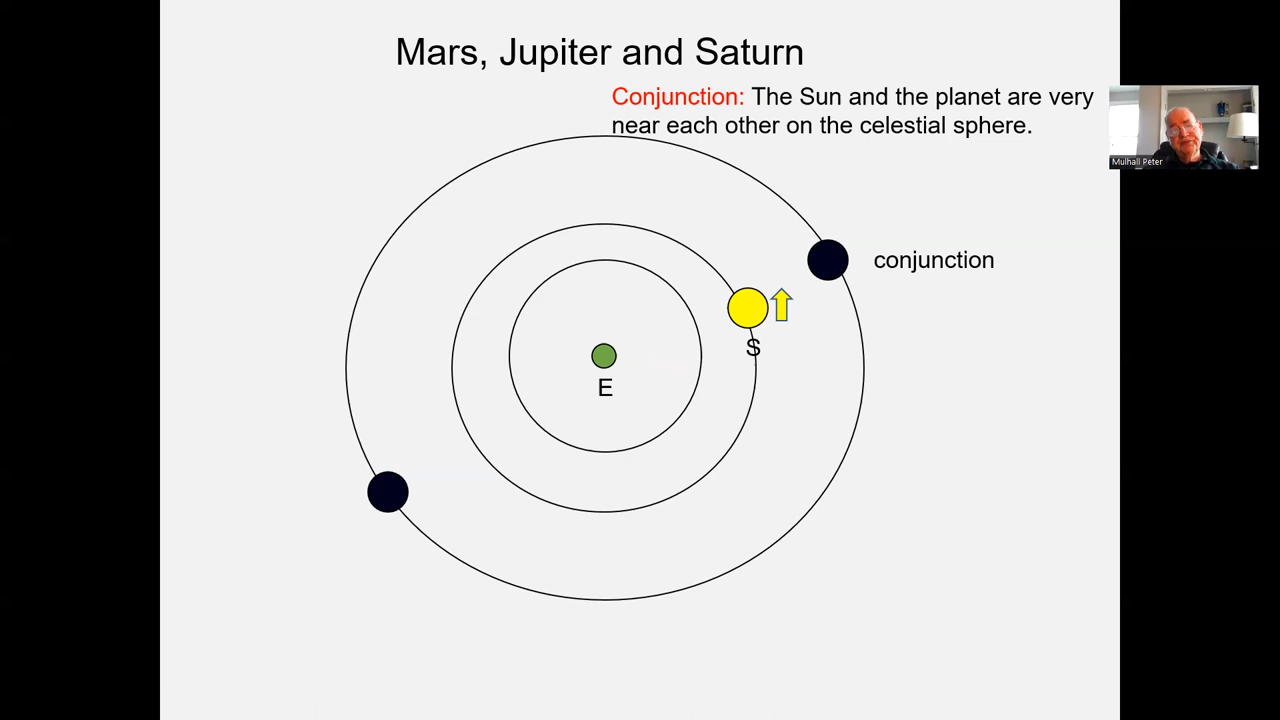 Mars, Jupiter and Saturn
Conjunction: The Sun and the planet are very
near each other on the celestial sphere.
Mulhall Peter
conjunction
S
E